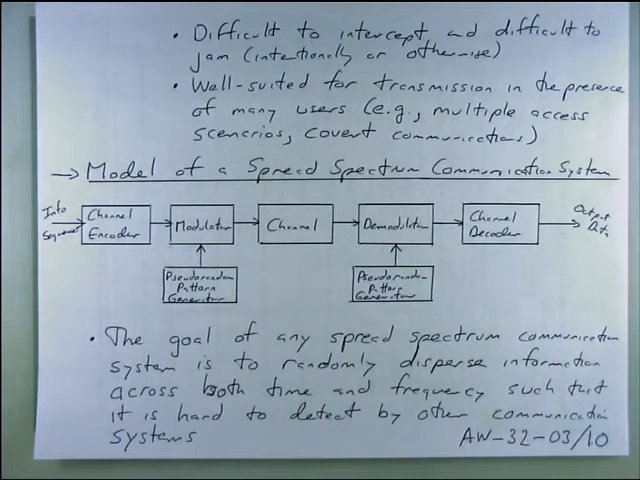 • Difficult to intercept and difficult to
jam (intentionally or otherwise)
• Well-suited for transmission in the presence
of many users (e.g., multiple access
scenarios, covert communications)
→ Model of a Spread Spectrum Communication System
Info
Sequence
Channel
Encoder
Modulator
Channel
Demodulator
Channel
Decoder
Output
Data
Pseudorandom
Pattern
Generator
Pseudorandom
Pattern
Generator
• The goal of any spread spectrum communication
system is to randomly disperse information
across both time and frequency such that
it is hard to detect by other communication
systems
AW-32-03/10